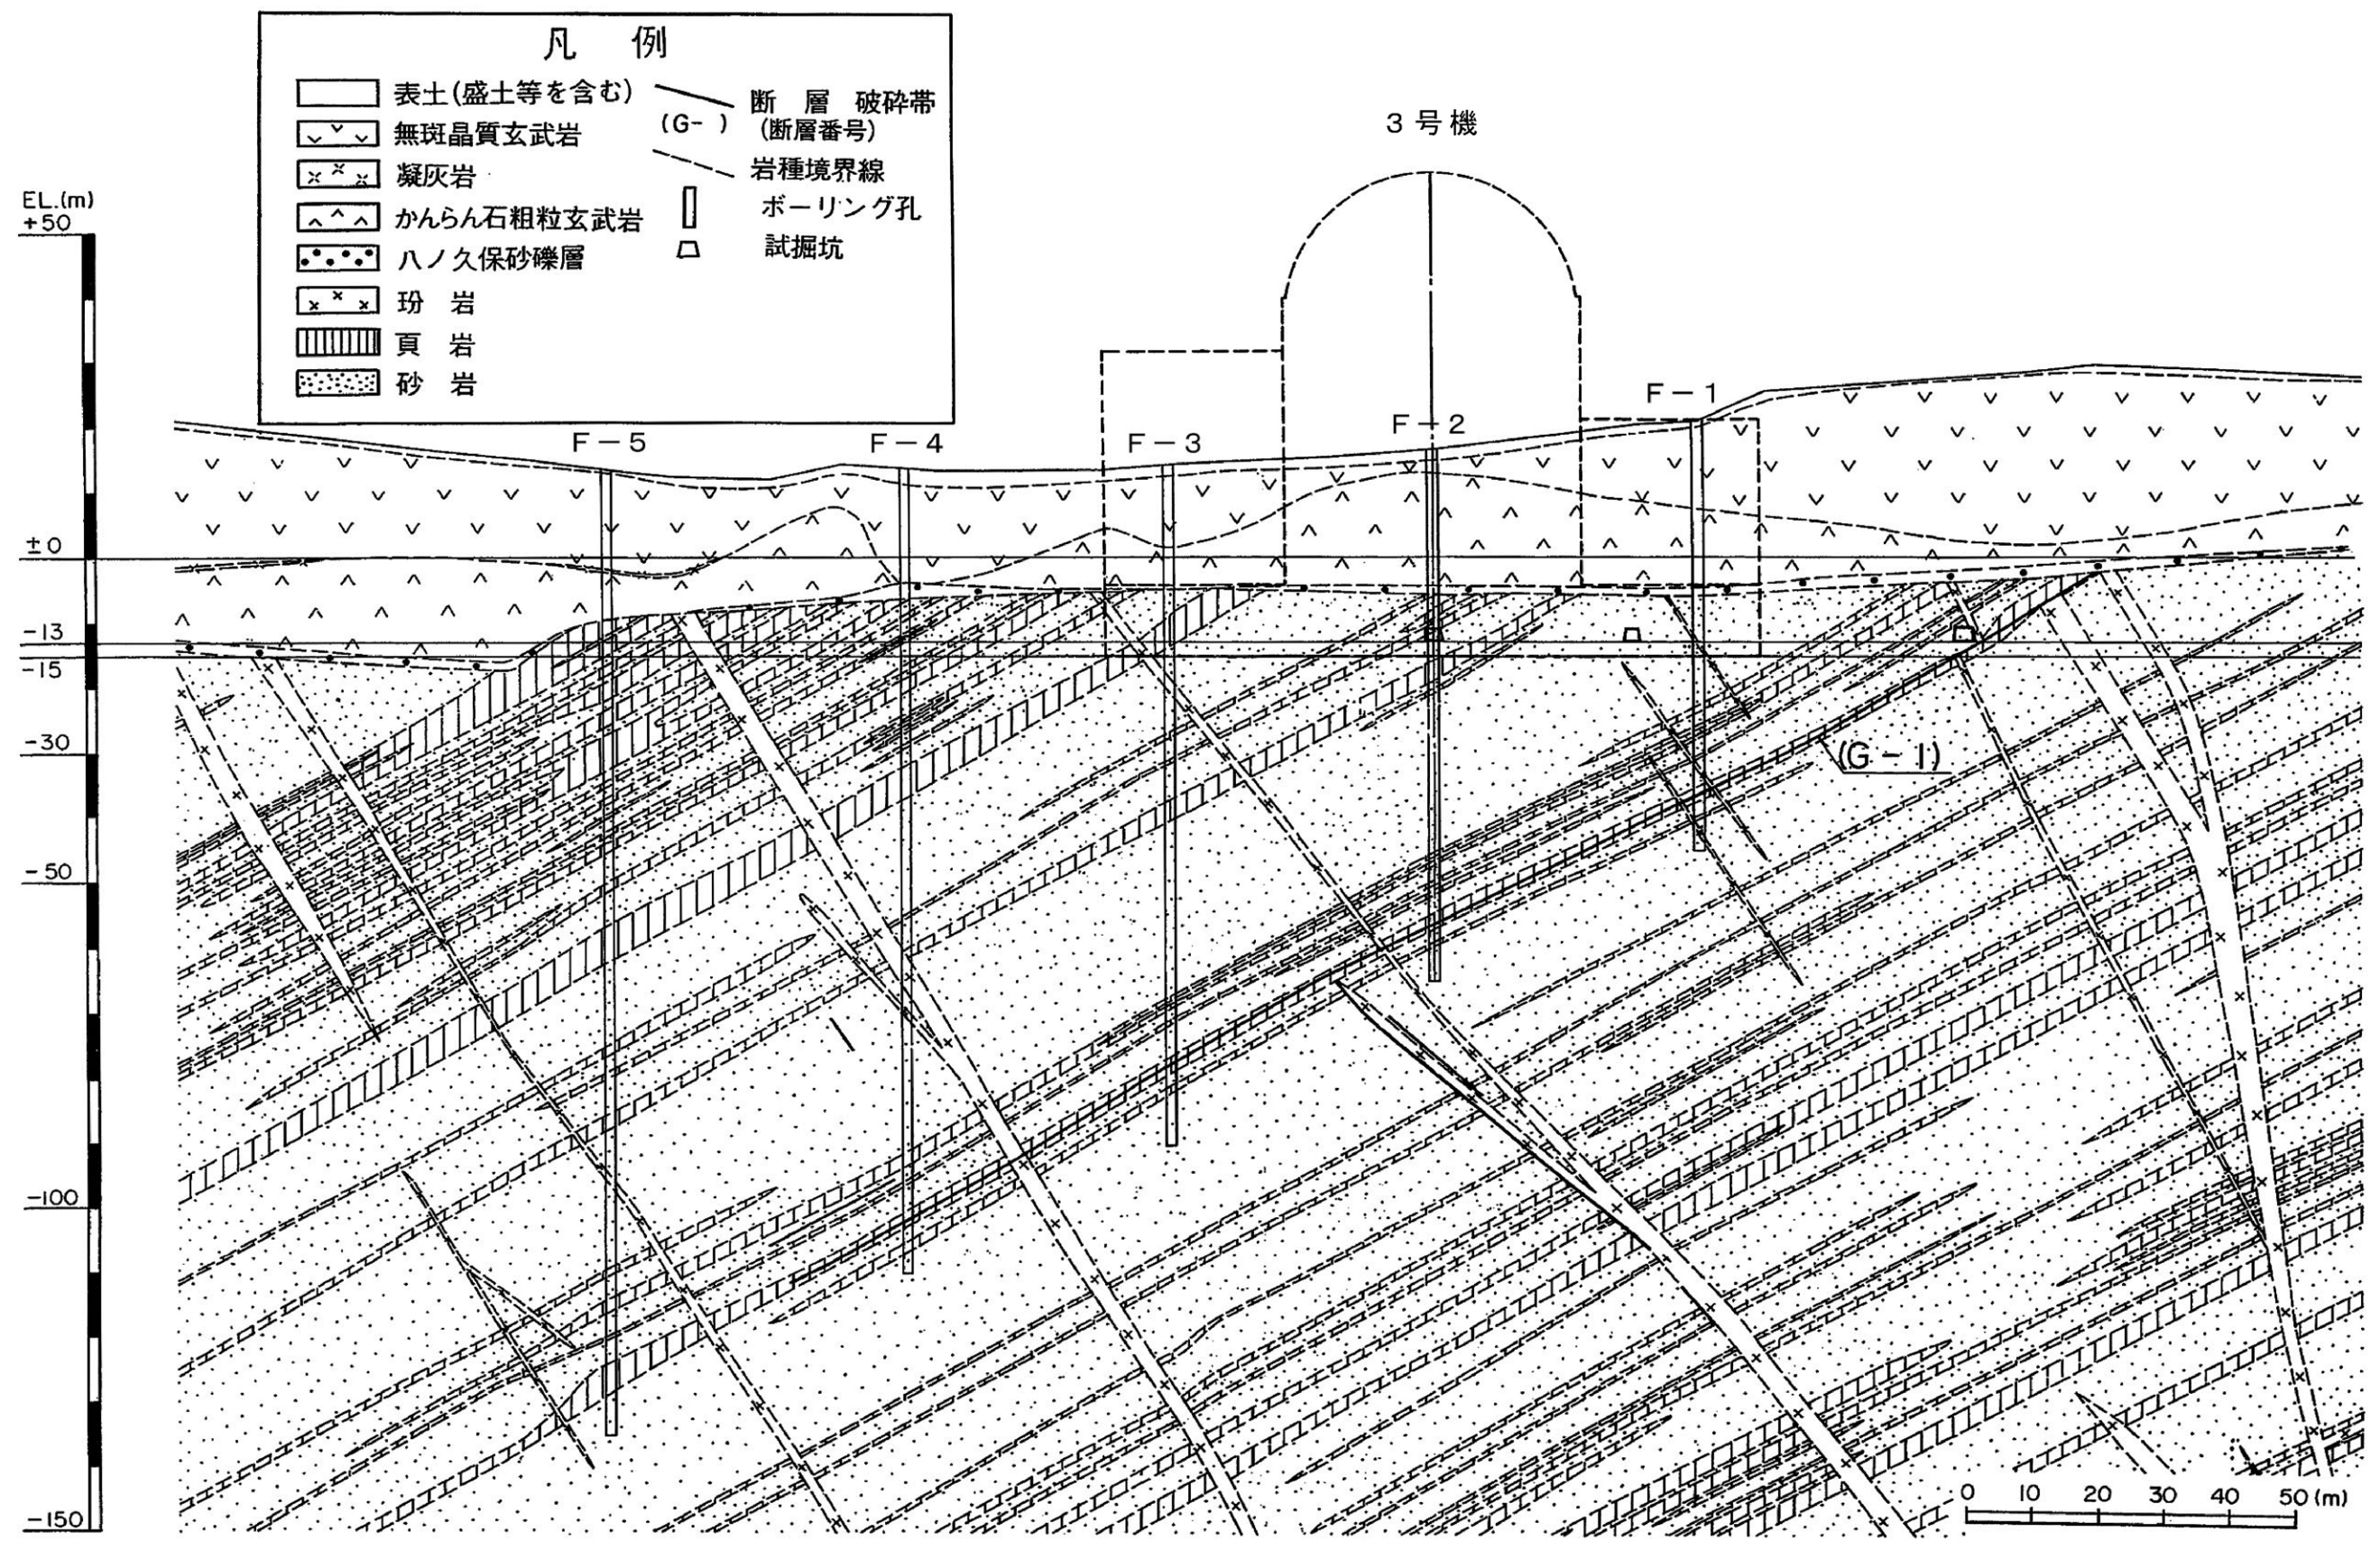 凡 例
表土(盛土等を含む)
無斑晶質玄武岩
凝灰岩
かんらん石粗粒玄武岩
八ノ久保砂礫層
玢 岩
頁 岩
砂 岩
断 層 破砕帯
(G- ) (断層番号)
岩種境界線
ボーリング孔
試掘坑
3号機
EL.(m)
+50
±0
-13
-15
-30
-50
-100
-150
F-5
F-4
F-3
F-2
F-1
(G-1)
0 10 20 30 40 50(m)